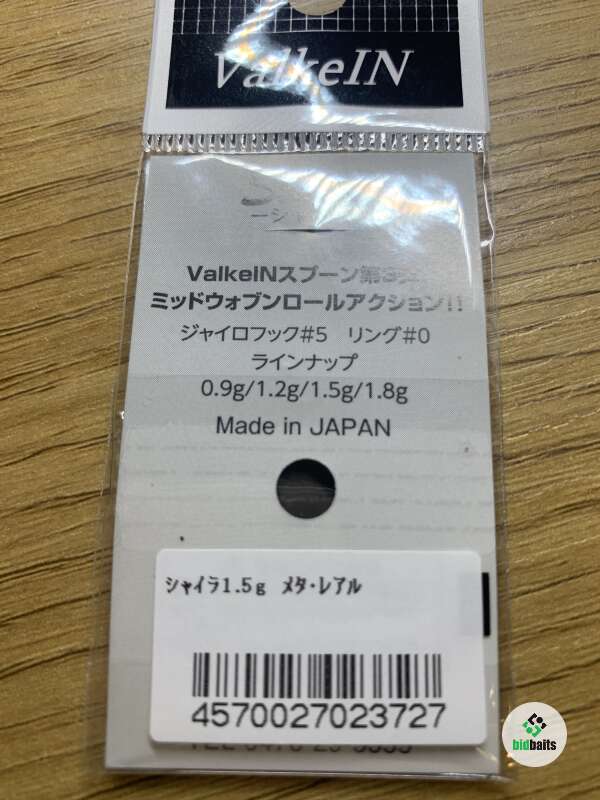 ValkeIN
ValkeINスプーン第3
ミッドウォブンロールアクション!!
ジャイロフック#5 リング#0
ラインナップ
0.9g/1.2g/1.5g/1.8g
Made in JAPAN
シャイラ1.5g メタ・レアル
4570027023727
bidbaits